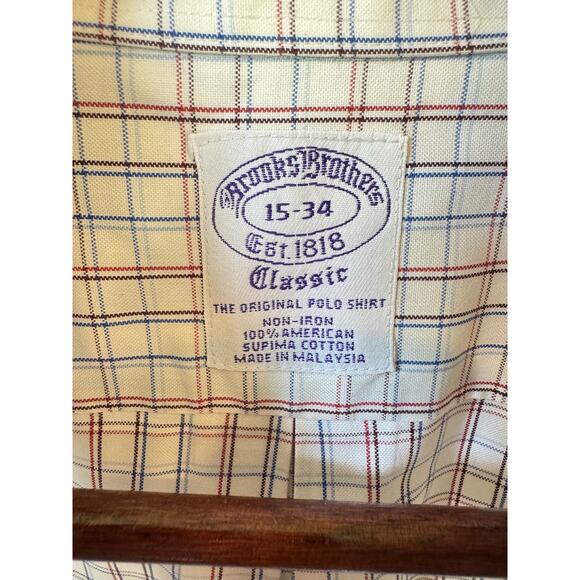 Brooks Brothers
15-34
Est. 1818
Classic
THE ORIGINAL POLO SHIRT
NON-IRON
100% AMERICAN
SUPIMA COTTON
MADE IN MALAYSIA